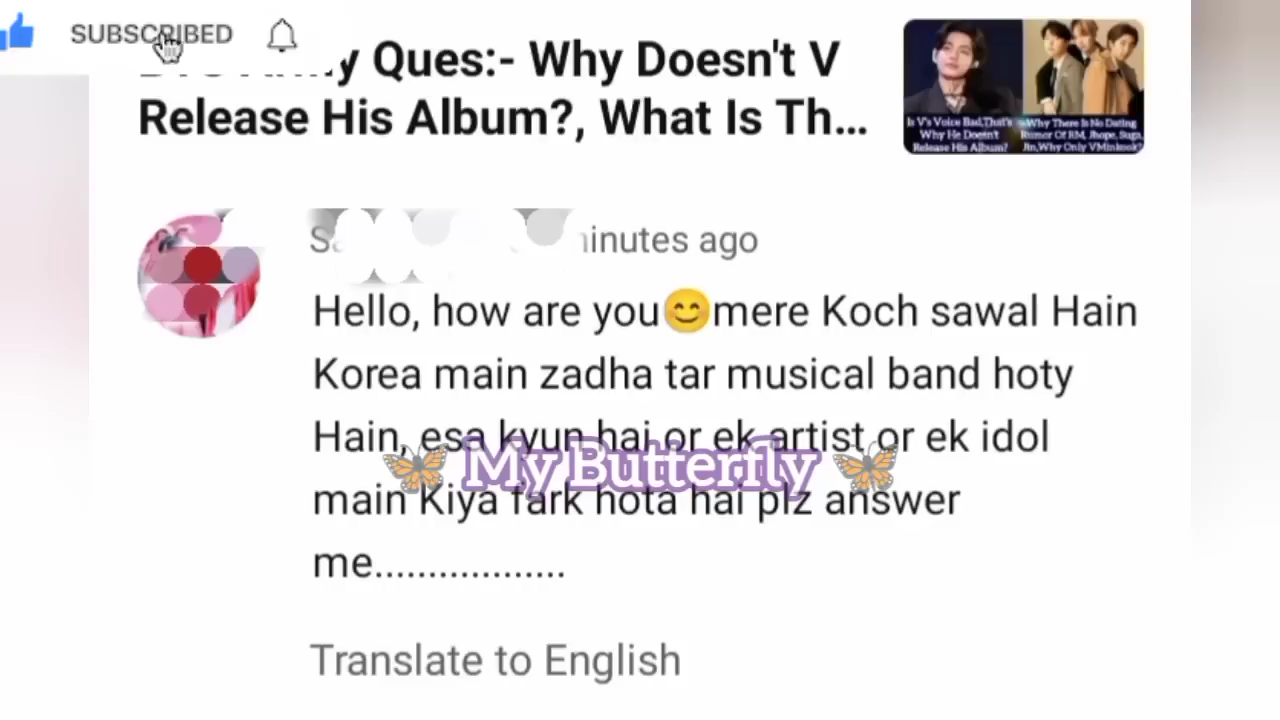 SUBSCRIBED
Ques:- Why Doesn't V
Release His Album?, What Is Th...
Is V's Voice Bad,That's
Why He Doesn't
Release His Album?
Why There Is No Dating
Rumor Of RM, Jhope, Suga,
Jin,Why Only VMinkook?
minutes ago
Hello, how are you😊mere Koch sawal Hain
Korea main zadha tar musical band hoty
Hain, esa kyun hai or ek artist or ek idol
🦋 My Butterfly 🦋
main Kiya fark hota hai plz answer
me..................
Translate to English